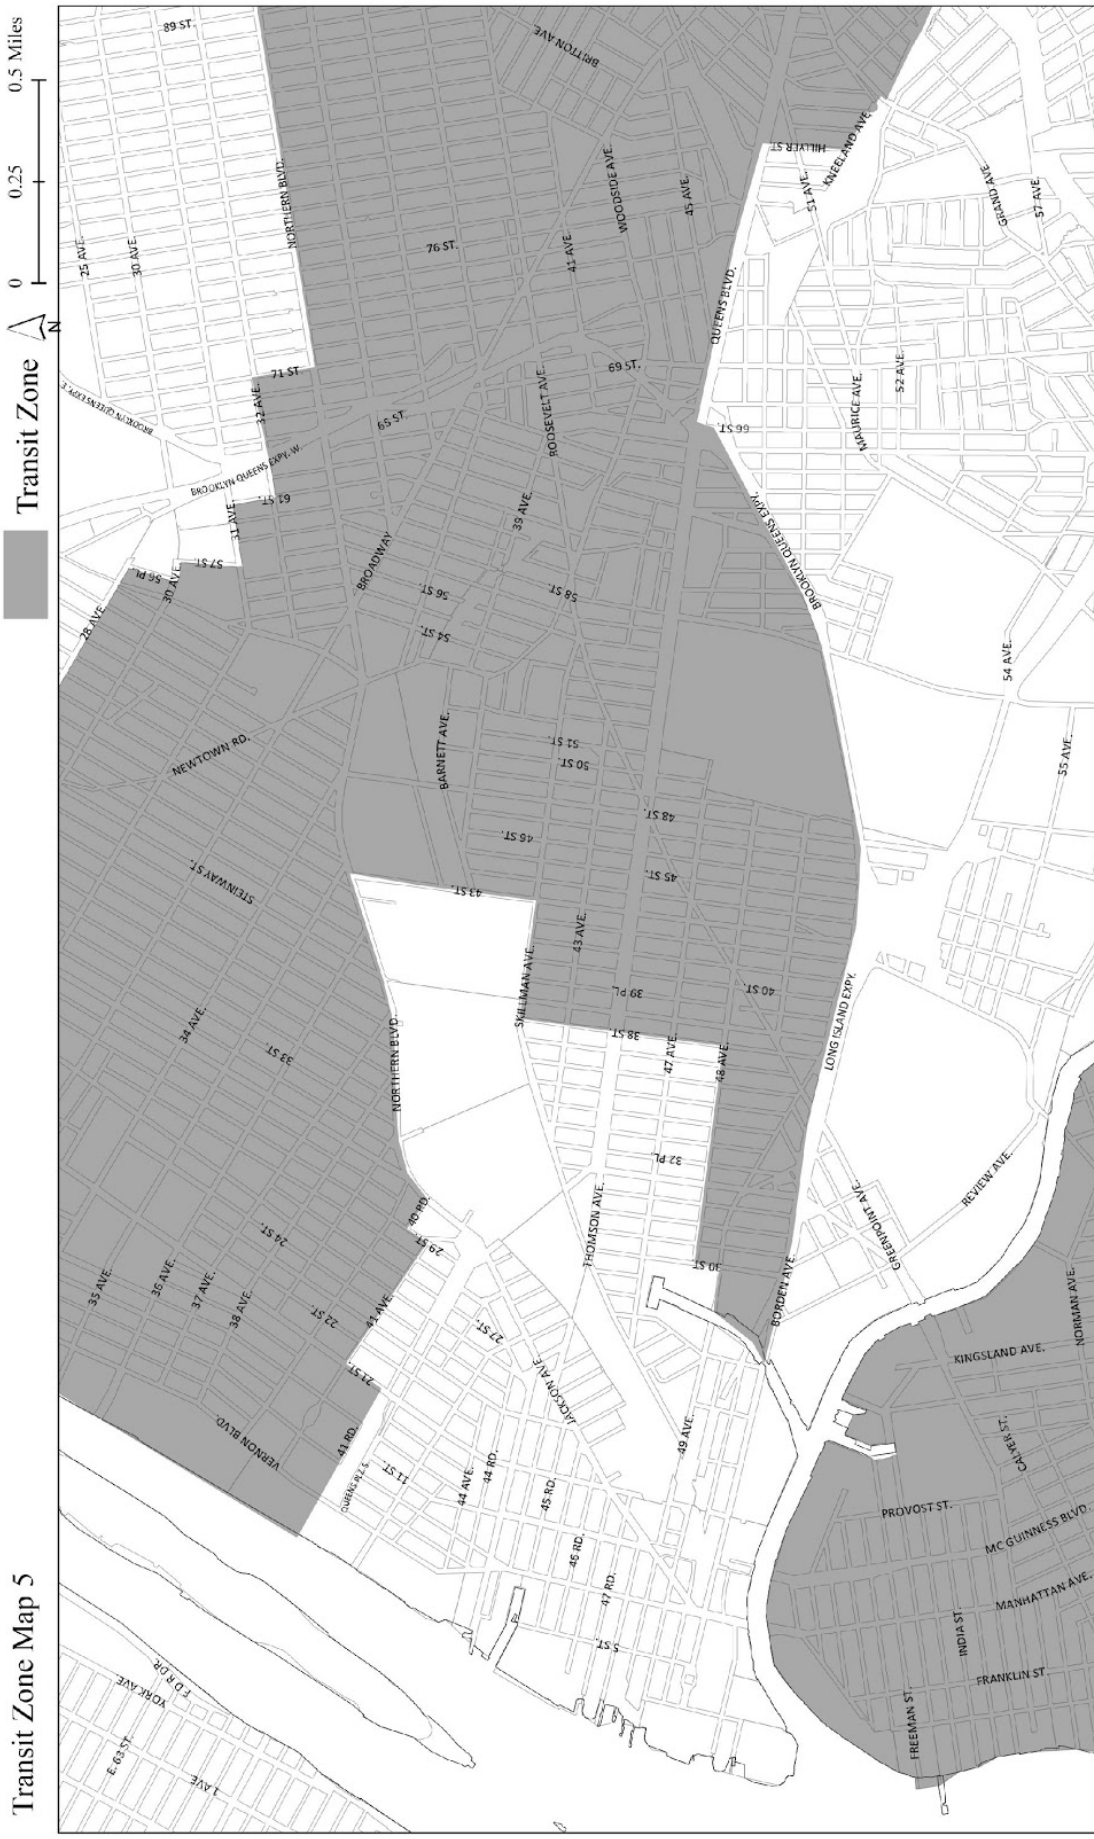 Transit Zone Map 5
Transit Zone
N
0
0.25
0.5 Miles
89 ST.
BRITTON AVE
25 AVE.
30 AVE.
NORTHERN BLVD.
76 ST.
41 AVE.
WOODSIDE AVE.
45 AVE.
HILLYER ST
51 AVE.
KNEELAND AVE.
GRAND AVE.
57 AVE.
BROOKLYN QUEENS EXPY. E
71 ST.
32 AVE.
65 ST.
ROOSEVELT AVE.
69 ST.
QUEENS BLVD.
66 ST.
MAURICE AVE.
52 AVE.
BROOKLYN QUEENS EXPY. W.
61 ST.
31 AVE.
39 AVE.
BROOKLYN QUEENS EXPY.
56 PL.
30 AVE.
57 ST.
BROADWAY
56 ST.
58 ST.
28 AVE.
54 ST.
54 AVE.
NEWTOWN RD.
BARNETT AVE.
51 ST.
50 ST.
55 AVE.
48 ST.
46 ST.
45 ST.
STEINWAY ST.
43 ST.
43 AVE.
SKILLMAN AVE.
39 PL.
40 ST.
LONG ISLAND EXPY.
34 AVE.
33 ST.
NORTHERN BLVD.
38 ST.
47 AVE.
48 AVE.
32 PL.
REVIEW AVE.
GREENPOINT AVE.
40 RD.
29 ST.
THOMSON AVE.
30 ST
BORDEN AVE.
24 ST.
35 AVE.
36 AVE.
37 AVE.
38 AVE.
22 ST.
41 AVE.
27 ST.
NORMAN AVE.
KINGSLAND AVE.
21 ST.
JACKSON AVE
VERNON BLVD.
41 RD.
49 AVE.
CALYER ST.
QUEENS PLZ S.
11 ST.
44 AVE.
44 RD.
45 RD.
46 RD.
47 RD.
PROVOST ST.
MC GUINNESS BLVD.
MANHATTAN AVE.
5 ST.
INDIA ST.
FRANKLIN ST
FREEMAN ST.
F D R DR.
YORK AVE
E. 63 ST.
1 AVE.